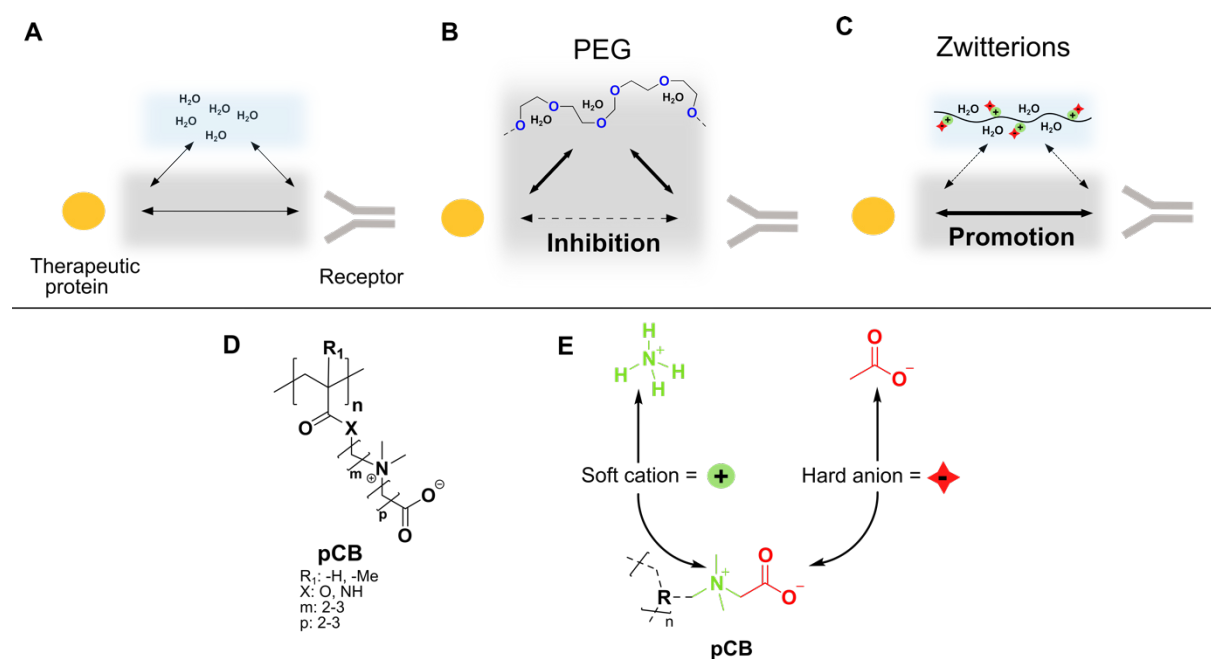 A
H₂O
H₂O
H₂O
H₂O
H₂O
Therapeutic
protein
Receptor
B
PEG
O
O
O
O
O
O
H₂O
H₂O
H₂O
Inhibition
C
Zwitterions
H₂O
H₂O
H₂O
H₂O
+
-
+
-
+
-
+
-
Promotion
D
R₁
n
O
X
m
N
⊕
p
O
⊖
O
pCB
R₁: -H, -Me
X: O, NH
m: 2-3
p: 2-3
E
H
N
+
H
H
H
O
O
−
Soft cation = +
Hard anion = -
R
n
N
+
O
O
−
pCB